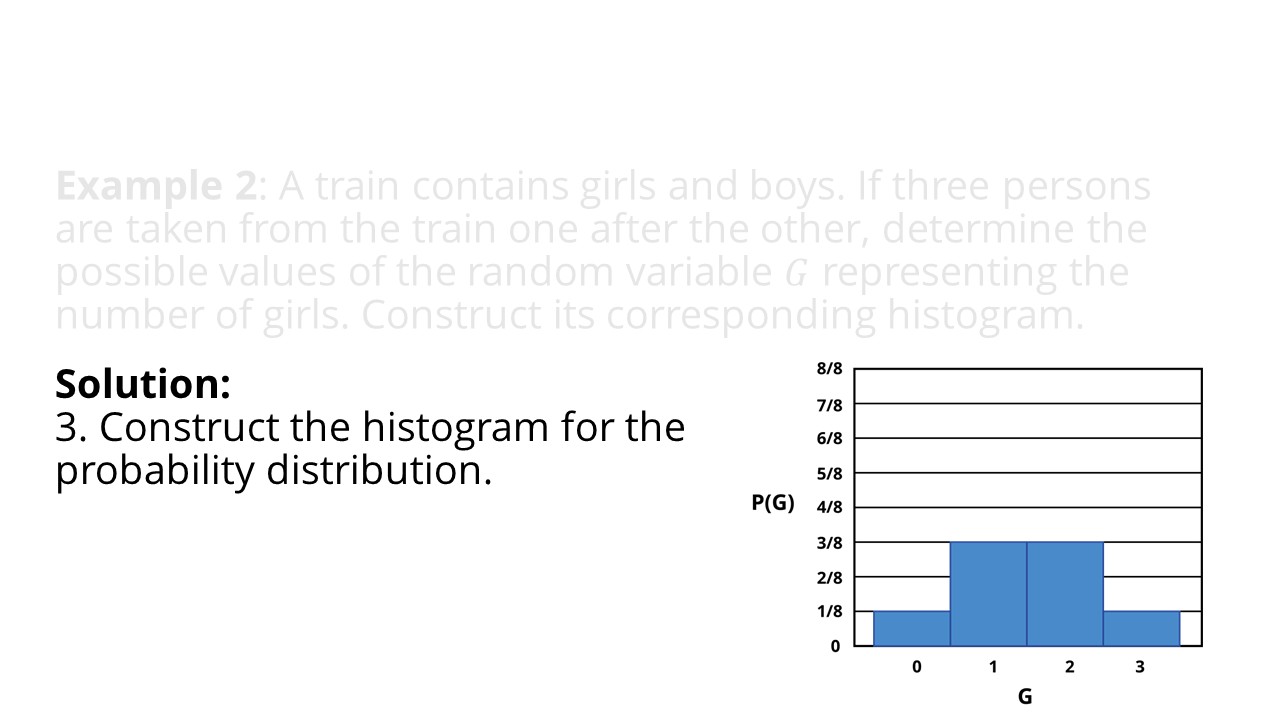 Example 2: A train contains girls and boys. If three persons
are taken from the train one after the other, determine the
possible values of the random variable G representing the
number of girls. Construct its corresponding histogram.
Solution:
3. Construct the histogram for the
probability distribution.
8/8
7/8
6/8
5/8
P(G)
4/8
3/8
2/8
1/8
0
0 1 2 3
G